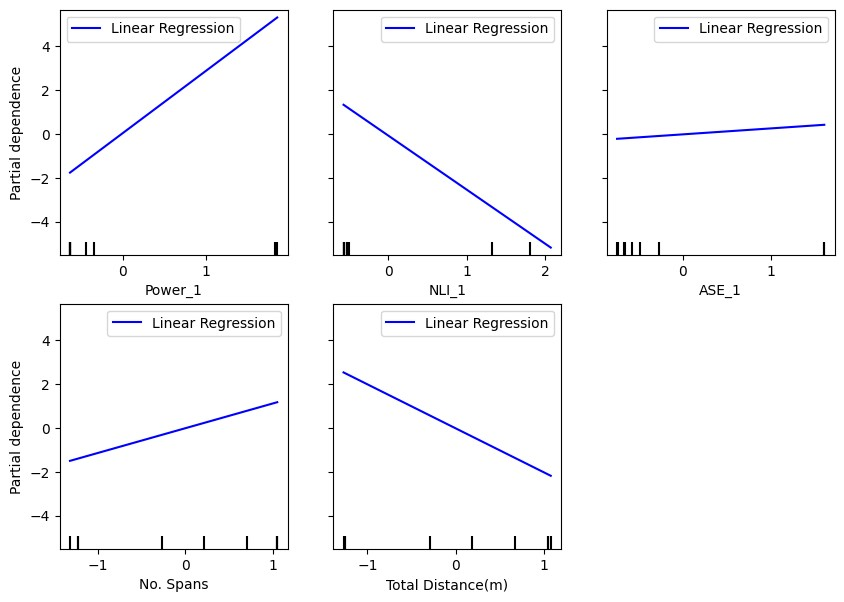 Linear Regression
Linear Regression
Linear Regression
4
2
0
−2
−4
Partial dependence
0 1
0 1 2
0 1
Power_1
NLI_1
ASE_1
Linear Regression
Linear Regression
4
2
0
−2
−4
Partial dependence
−1 0 1
−1 0 1
No. Spans
Total Distance(m)